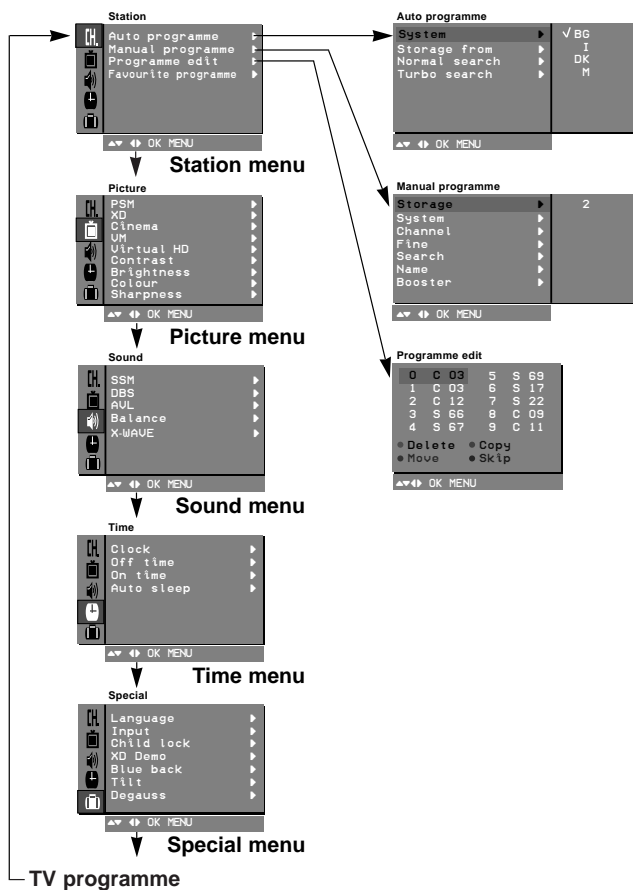 Station
CH.
Auto programme
Manual programme
Programme edit
Favourite programme
OK MENU
Station menu
Auto programme
System
Storage from
Normal search
Turbo search
BG
I
DK
M
OK MENU
Picture
CH.
PSM
XD
Cinema
VM
Virtual HD
Contrast
Brightness
Colour
Sharpness
OK MENU
Picture menu
Manual programme
Storage
System
Channel
Fine
Search
Name
Booster
2
OK MENU
Sound
CH.
SSM
DBS
AVL
Balance
X-WAVE
OK MENU
Sound menu
Programme edit
0 C 03 5 S 69
1 C 03 6 S 17
2 C 12 7 S 22
3 S 66 8 C 09
4 S 67 9 C 11
Delete Copy
Move Skip
OK MENU
Time
CH.
Clock
Off time
On time
Auto sleep
OK MENU
Time menu
Special
CH.
Language
Input
Child lock
XD Demo
Blue back
Tilt
Degauss
OK MENU
Special menu
TV programme